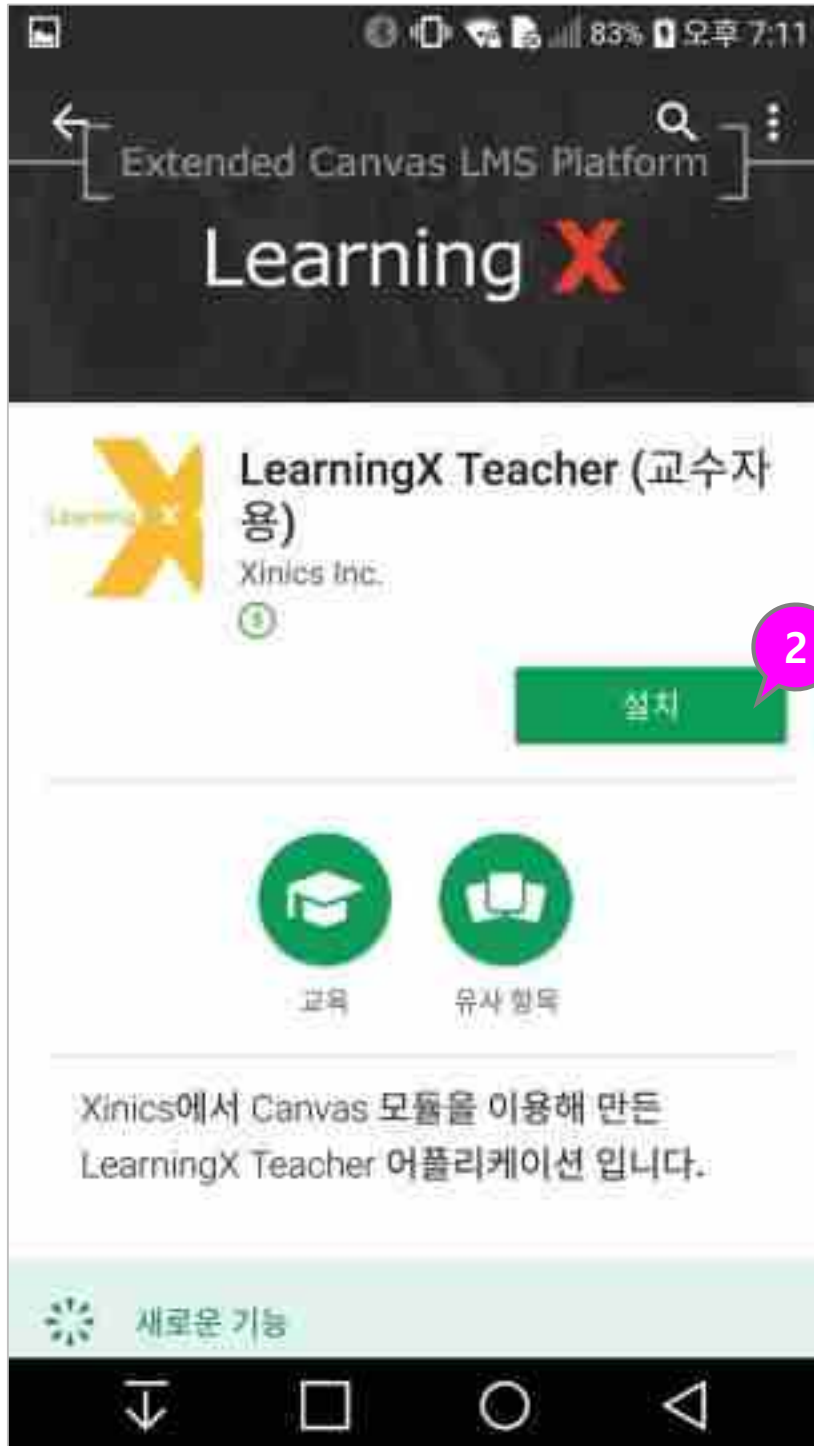 83% 오후 7:11
Extended Canvas LMS Platform
Learning X
LearningX Teacher (교수자
용)
Xinics Inc.
2
설치
교육
유사 항목
Xinics에서 Canvas 모듈을 이용해 만든
LearningX Teacher 어플리케이션 입니다.
새로운 기능